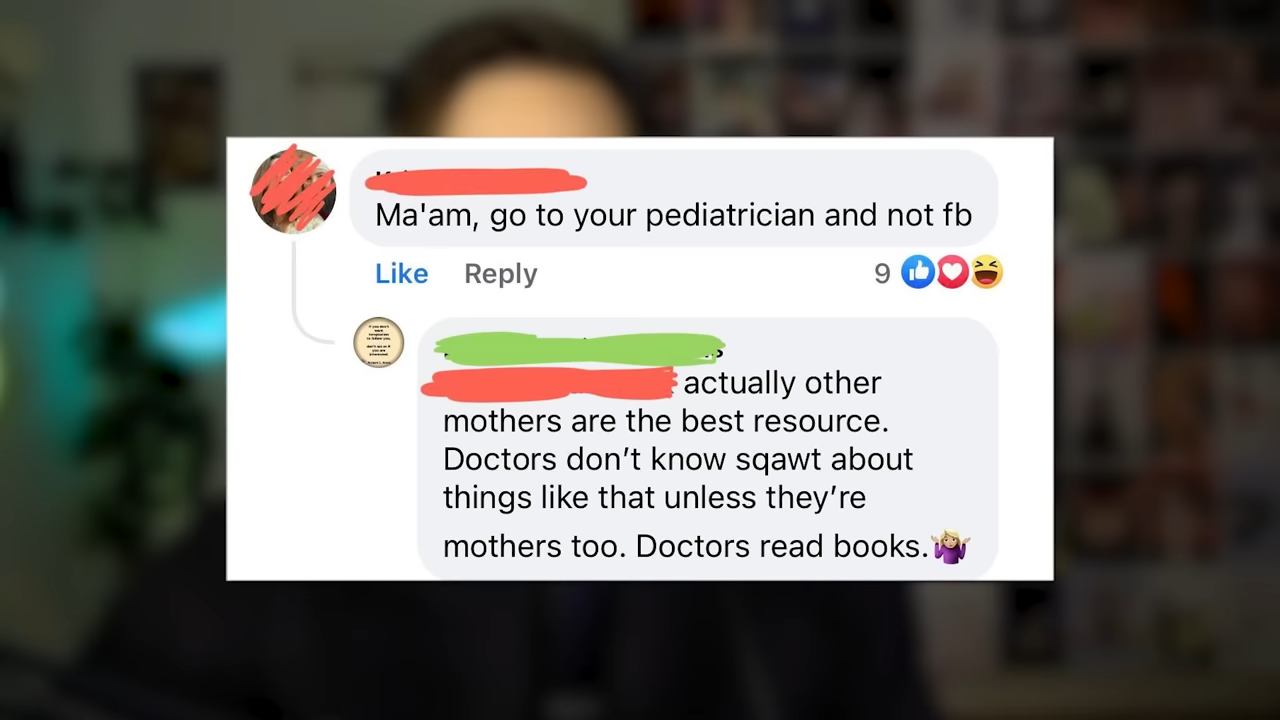 Ma'am, go to your pediatrician and not fb
Like Reply 9
actually other
mothers are the best resource.
Doctors don't know sqawt about
things like that unless they're
mothers too. Doctors read books.🤷🏼‍♀️